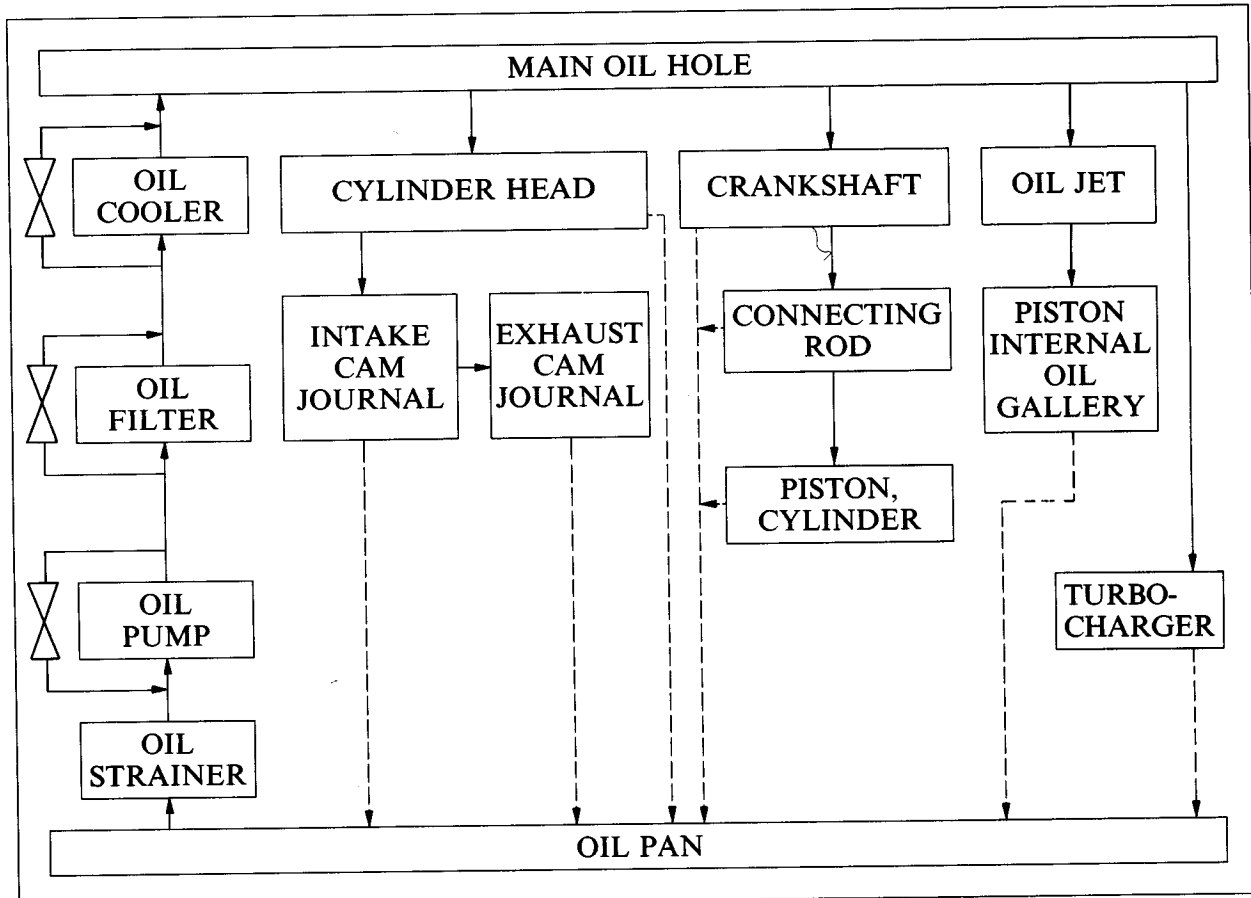 MAIN OIL HOLE
OIL
COOLER
CYLINDER HEAD
CRANKSHAFT
OIL JET
INTAKE
CAM
JOURNAL
EXHAUST
CAM
JOURNAL
CONNECTING
ROD
PISTON
INTERNAL
OIL
GALLERY
OIL
FILTER
PISTON,
CYLINDER
OIL
PUMP
TURBO-
CHARGER
OIL
STRAINER
OIL PAN